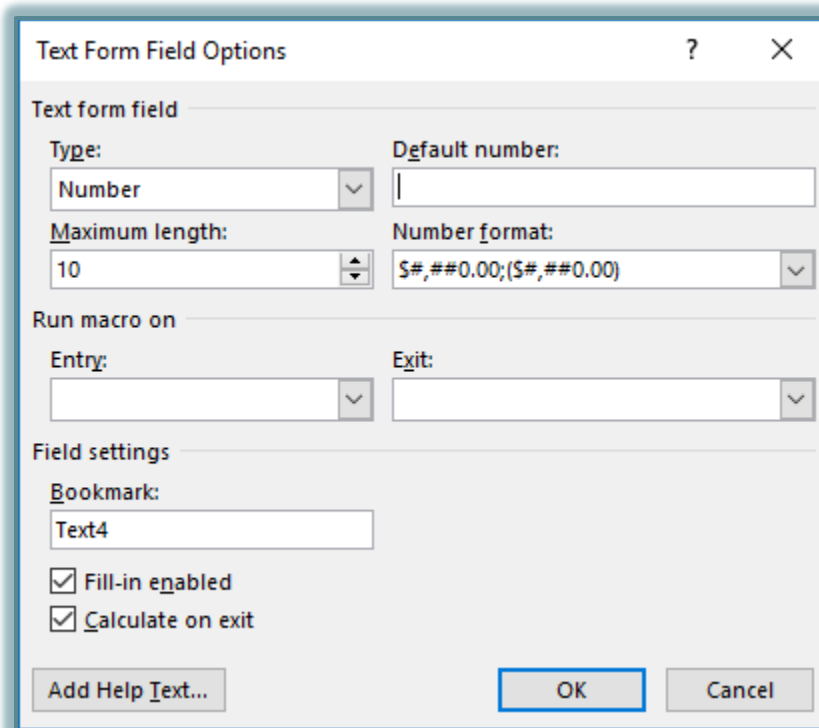 Text Form Field Options ?
Text form field
Type: Default number:
Number
Maximum length: Number format:
10 $#,##0.00;($#,##0.00)
Run macro on
Entry: Exit:
Field settings
Bookmark:
Text4
Fill-in enabled
Calculate on exit
Add Help Text... OK Cancel